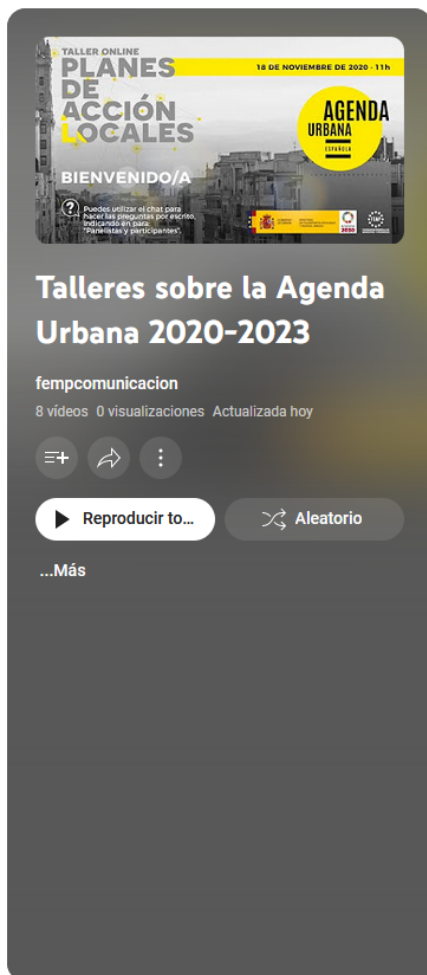 TALLER ONLINE
PLANES
DE
ACCIÓN
LOCALES
18 DE NOVIEMBRE DE 2020 - 11h
AGENDA
URBANA
ESPAÑOLA
BIENVENIDO/A
?
Puedes utilizar el chat para
hacer las preguntas por escrito,
indicando en para:
"Panelistas y participantes".
2030
Talleres sobre la Agenda
Urbana 2020-2023
fempcomunicacion
8 vídeos 0 visualizaciones Actualizada hoy
Reproducir to...
Aleatorio
...Más